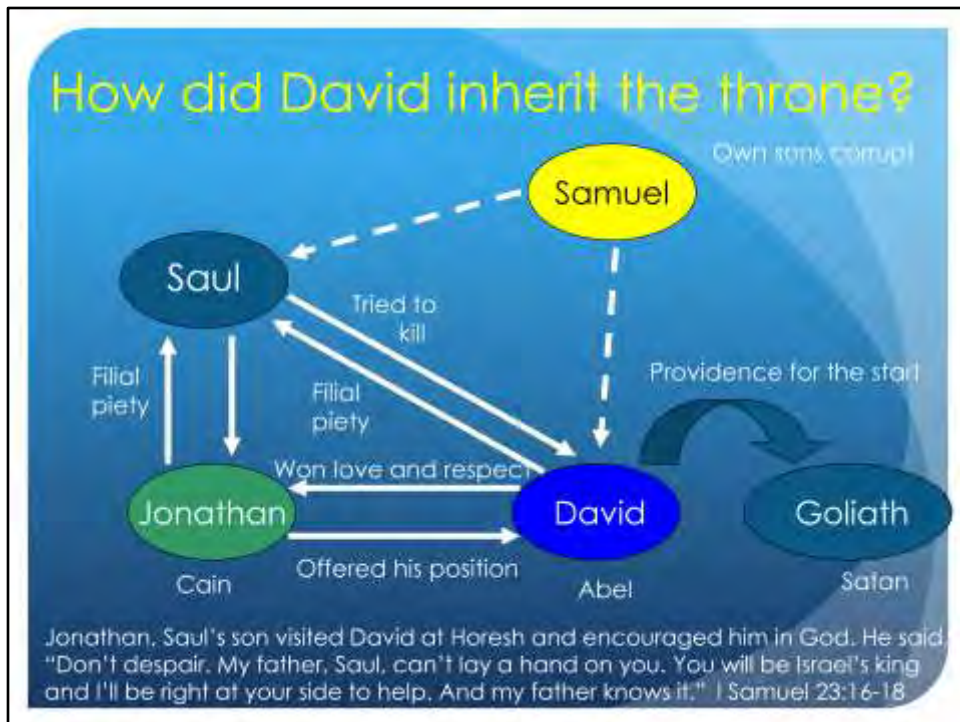 How did David inherit the throne?
Own sons corrupt
Samuel
Saul
Tried to
kill
Providence for the start
Filial
piety
Filial
piety
Won love and respect
Jonathan
David
Goliath
Offered his position
Cain
Abel
Satan
Jonathan, Saul's son visited David at Horesh and encouraged him in God. He said
"Don't despair. My father, Saul, can't lay a hand on you. You will be Israel's king
and I'll be right at your side to help. And my father knows it." I Samuel 23:16-18